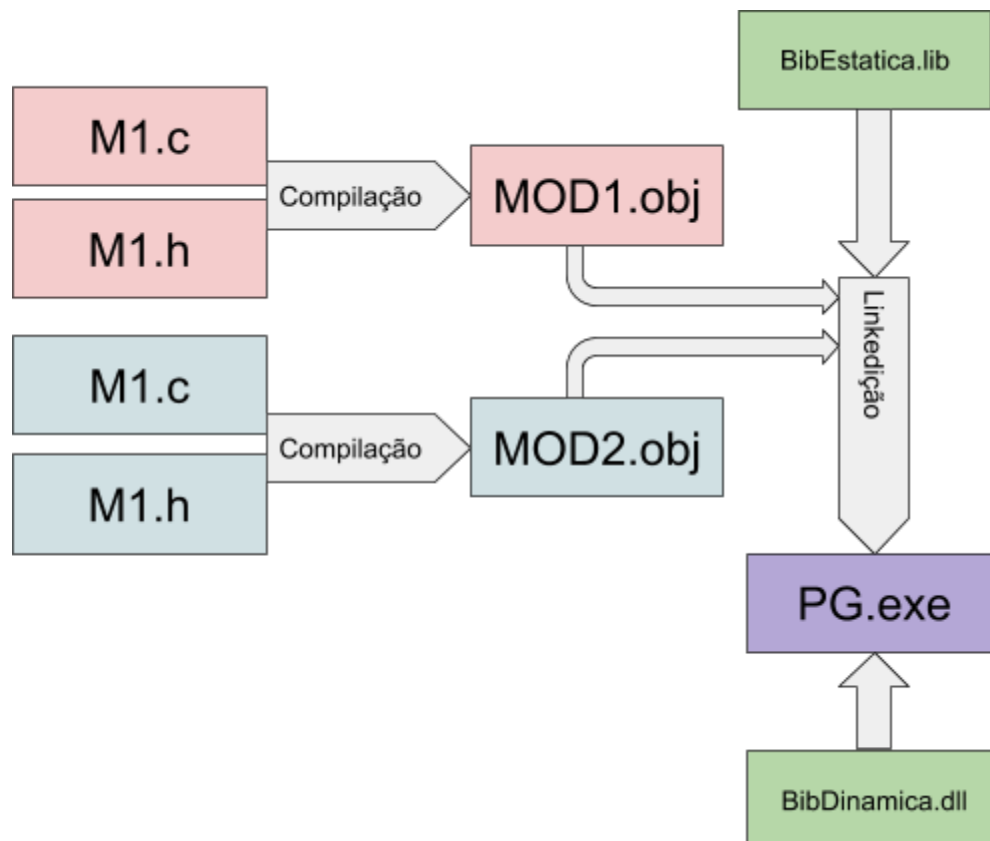 BibEstatica.lib
M1.c
Compilação
MOD1.obj
M1.h
Linkedição
M1.c
Compilação
MOD2.obj
M1.h
PG.exe
BibDinamica.dll